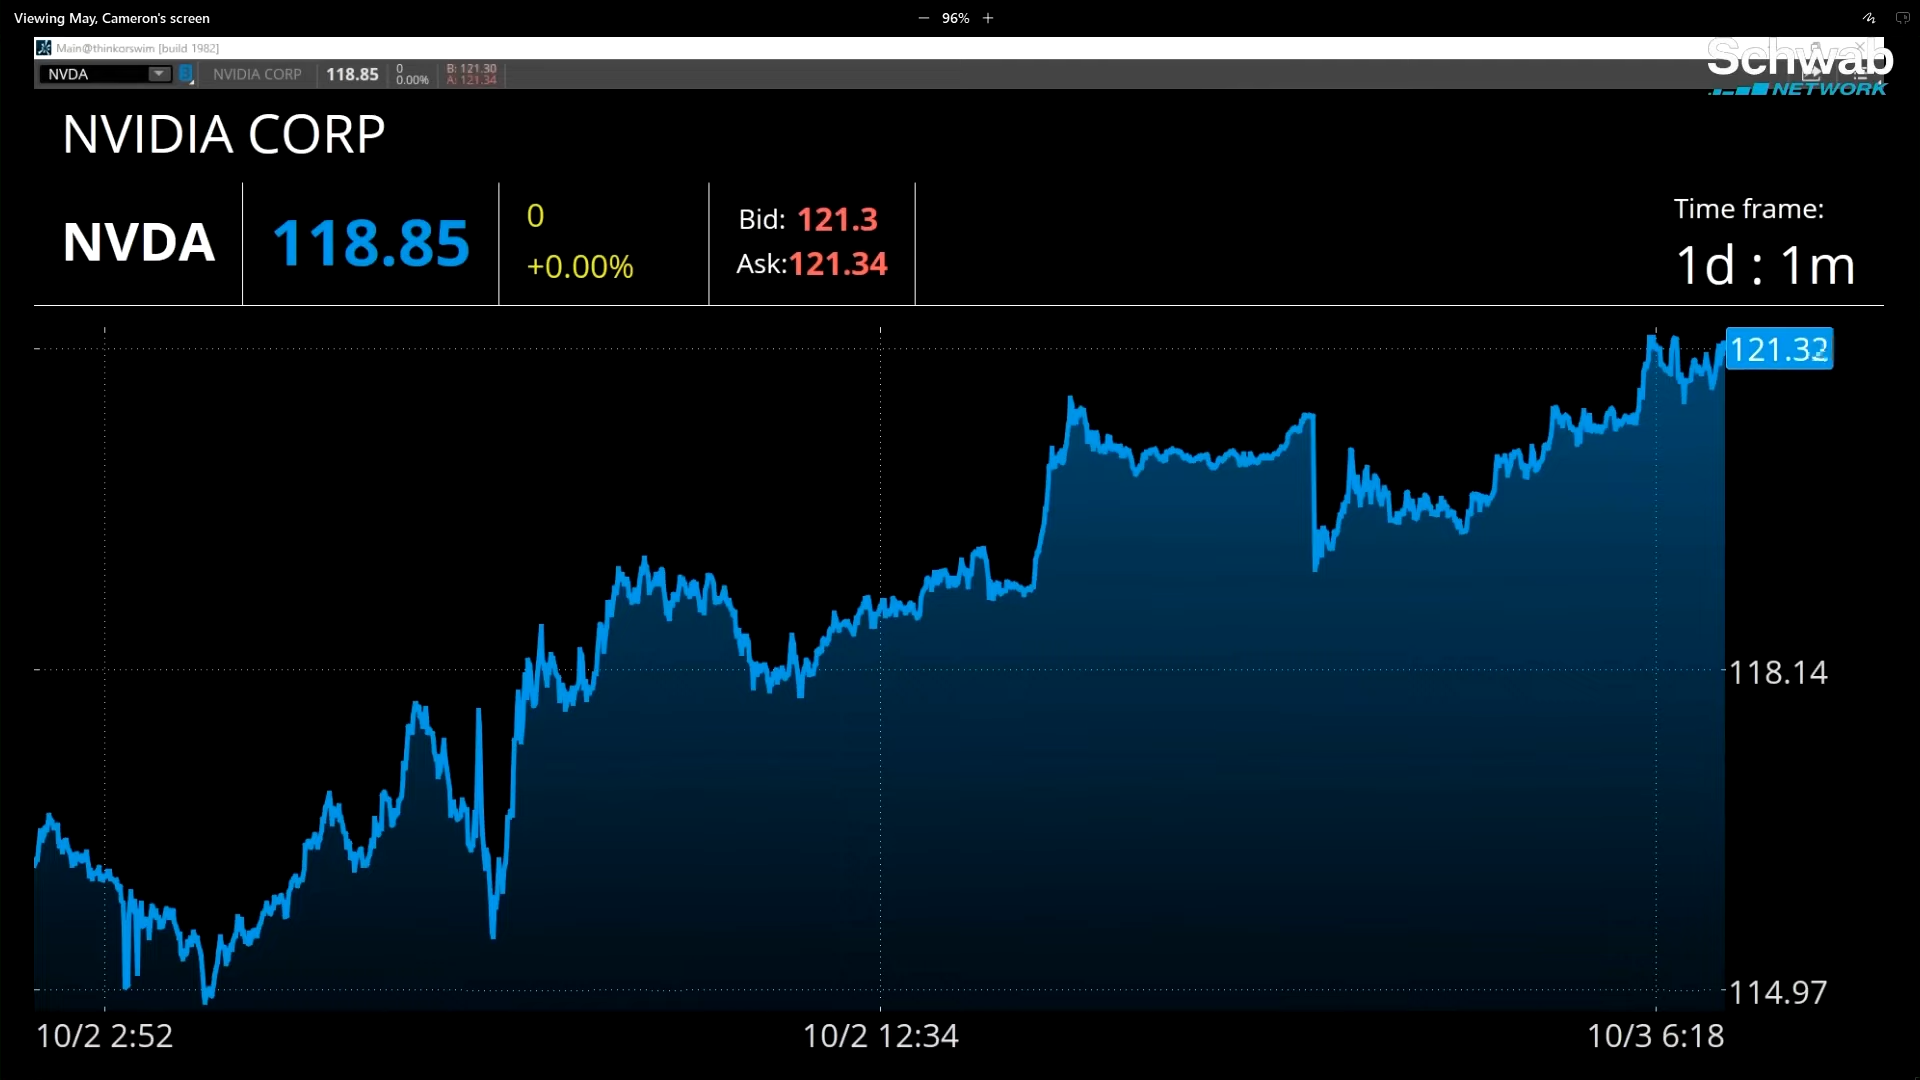 Viewing May, Cameron's screen
96%
Main@thinkorswim [build 1982]
NVDA
3
NVIDIA CORP
118.85
0
0.00%
B: 121.30
A: 121.34
Schwab
NETWORK
NVIDIA CORP
NVDA
118.85
0
+0.00%
Bid: 121.3
Ask:121.34
Time frame:
1d : 1m
121.32
118.14
114.97
10/2 2:52
10/2 12:34
10/3 6:18